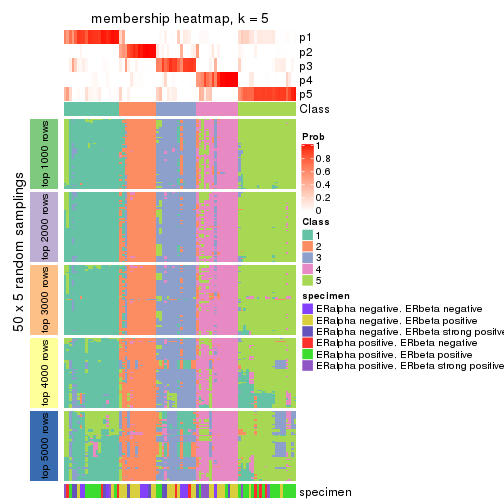 membership heatmap, k = 5
p1
p2
p3
p4
p5
Class
50 x 5 random samplings
top 1000 rows
top 2000 rows
top 3000 rows
top 4000 rows
top 5000 rows
specimen
Prob
1
0.8
0.6
0.4
0.2
0
Class
1
2
3
4
5
specimen
ERalpha negative. ERbeta negative
ERalpha negative. ERbeta positive
ERalpha negative. ERbeta strong positive
ERalpha positive. ERbeta negative
ERalpha positive. ERbeta positive
ERalpha positive. ERbeta strong positive